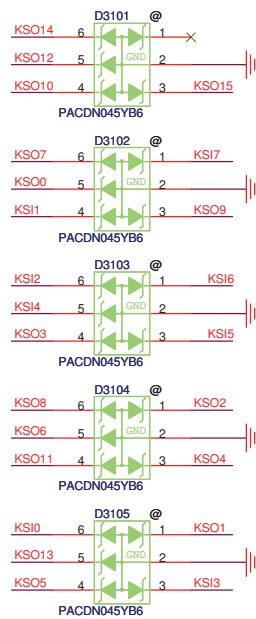 D3101 @
KSO14 6 1
KSO12 5 GND 2
KSO10 4 3 KSO15
PACDN045YB6
D3102 @
KSO7 6 1 KSI7
KSO0 5 GND 2
KSI1 4 3 KSO9
PACDN045YB6
D3103 @
KSI2 6 1 KSI6
KSI4 5 GND 2
KSO3 4 3 KSI5
PACDN045YB6
D3104 @
KSO8 6 1 KSO2
KSO6 5 GND 2
KSO11 4 3 KSO4
PACDN045YB6
D3105 @
KSI0 6 1 KSO1
KSO13 5 GND 2
KSO5 4 3 KSI3
PACDN045YB6